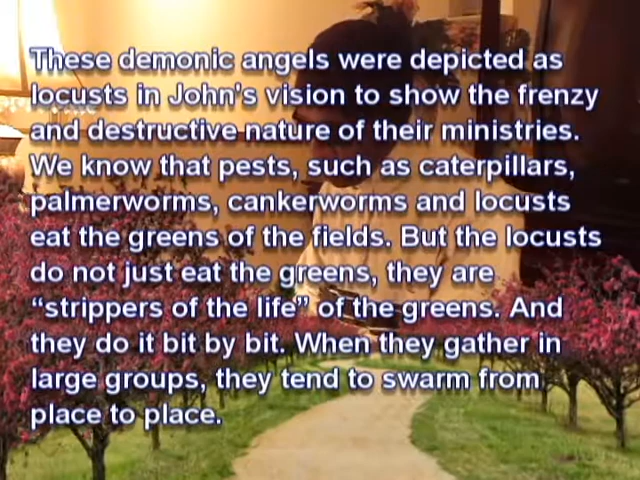 These demonic angels were depicted as
locusts in John's vision to show the frenzy
and destructive nature of their ministries.
We know that pests, such as caterpillars,
palmerworms, cankerworms and locusts
eat the greens of the fields. But the locusts
do not just eat the greens, they are
“strippers of the life” of the greens. And
they do it bit by bit. When they gather in
large groups, they tend to swarm from
place to place.